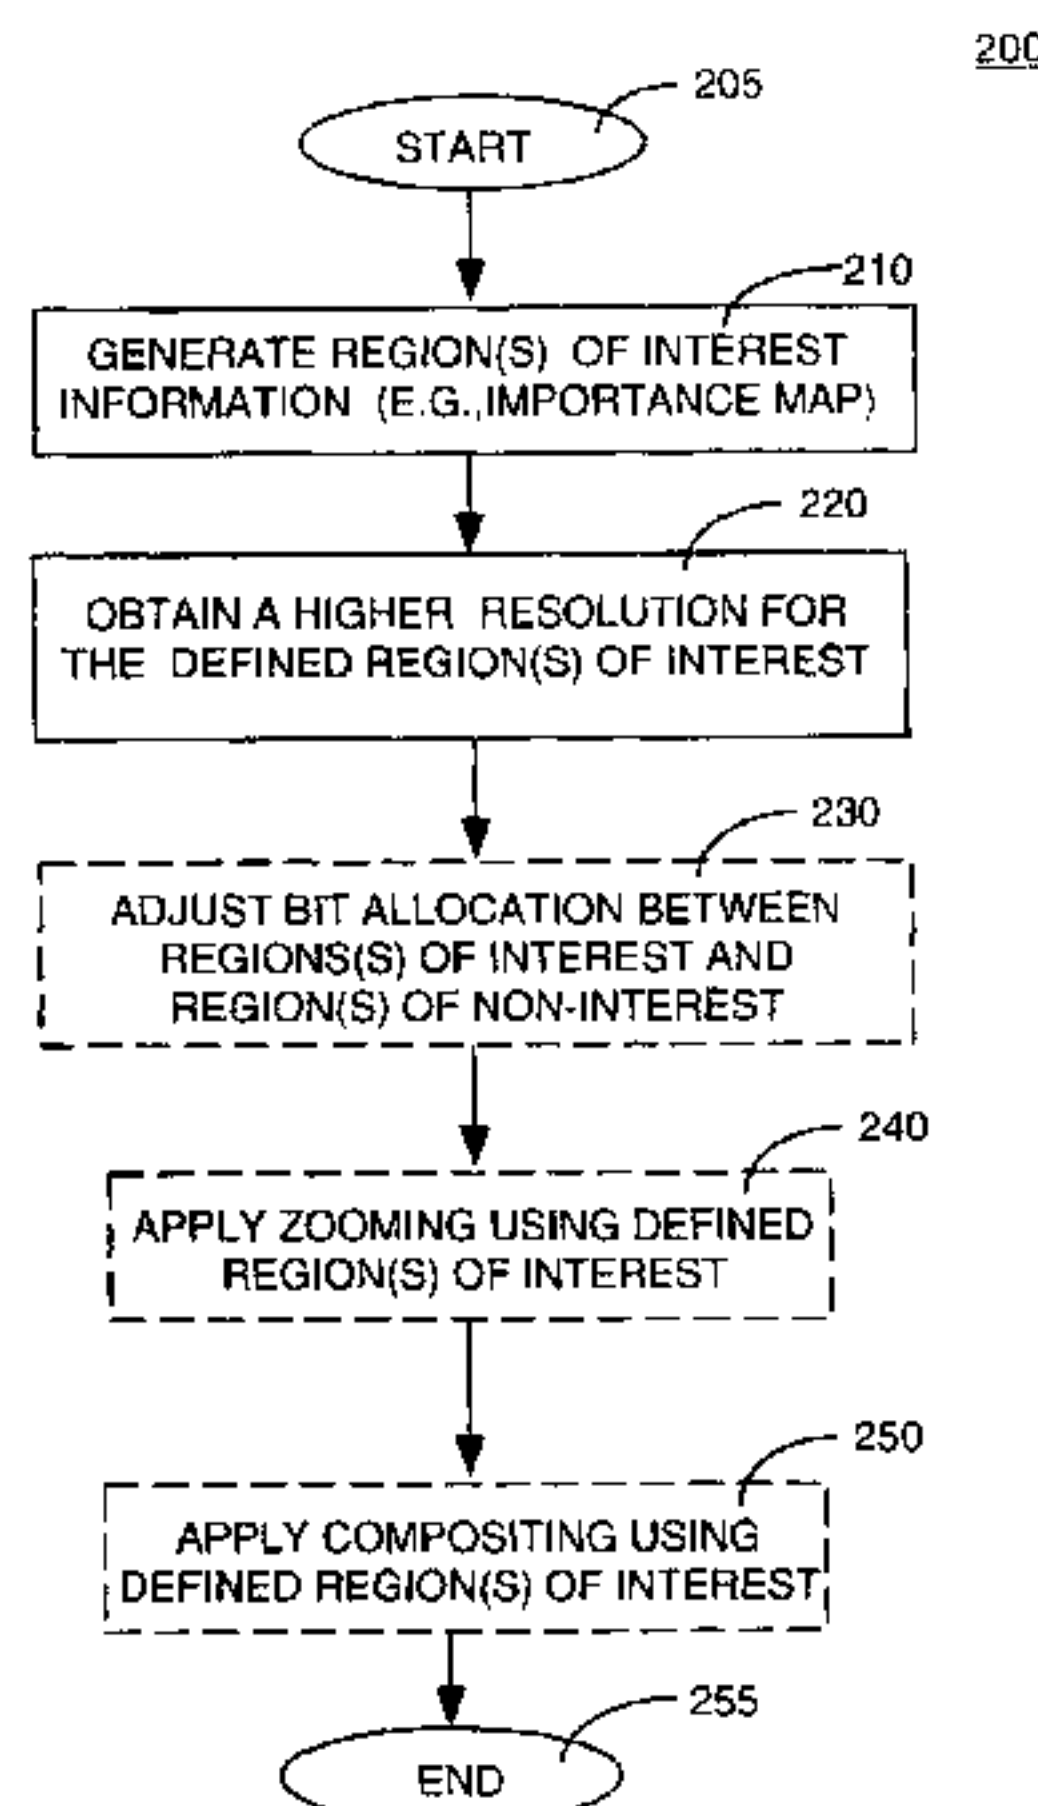 200
205
START
210
GENERATE REGION(S) OF INTEREST
INFORMATION (E.G.,IMPORTANCE MAP)
220
OBTAIN A HIGHER RESOLUTION FOR
THE DEFINED REGION(S) OF INTEREST
230
ADJUST BIT ALLOCATION BETWEEN
REGIONS(S) OF INTEREST AND
REGION(S) OF NON-INTEREST
240
APPLY ZOOMING USING DEFINED
REGION(S) OF INTEREST
250
APPLY COMPOSITING USING
DEFINED REGION(S) OF INTEREST
255
END